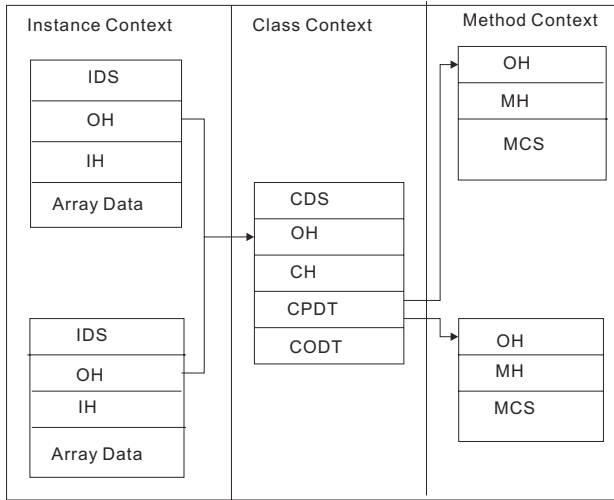 Instance Context
IDS
OH
IH
Array Data
IDS
OH
IH
Array Data
Class Context
CDS
OH
CH
CPDT
CODT
Method Context
OH
MH
MCS
OH
MH
MCS